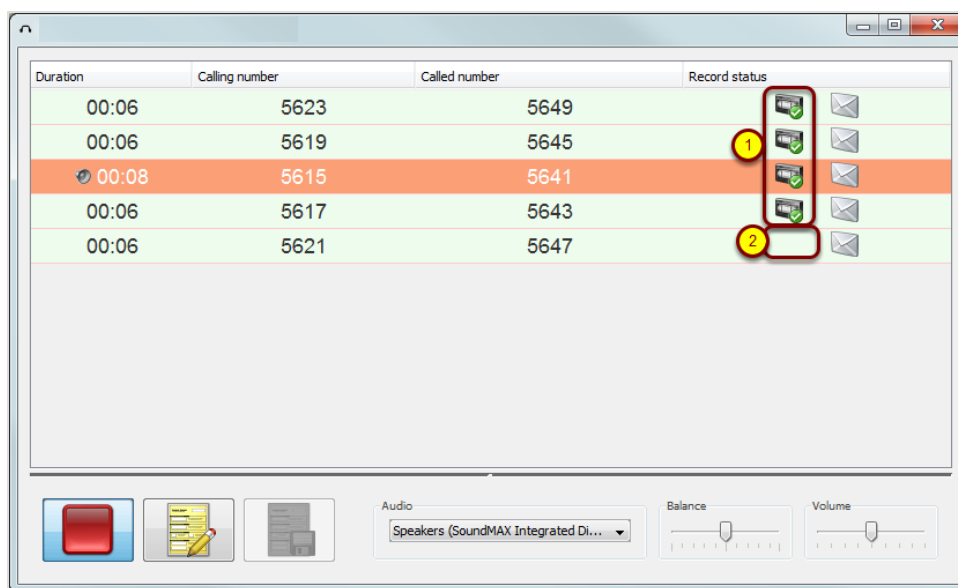 Duration Calling number Called number Record status
00:06 5623 5649
00:06 5619 5645
1
00:08 5615 5641
00:06 5617 5643
00:06 5621 5647
2
Audio Balance Volume
Speakers (SoundMAX Integrated Di...